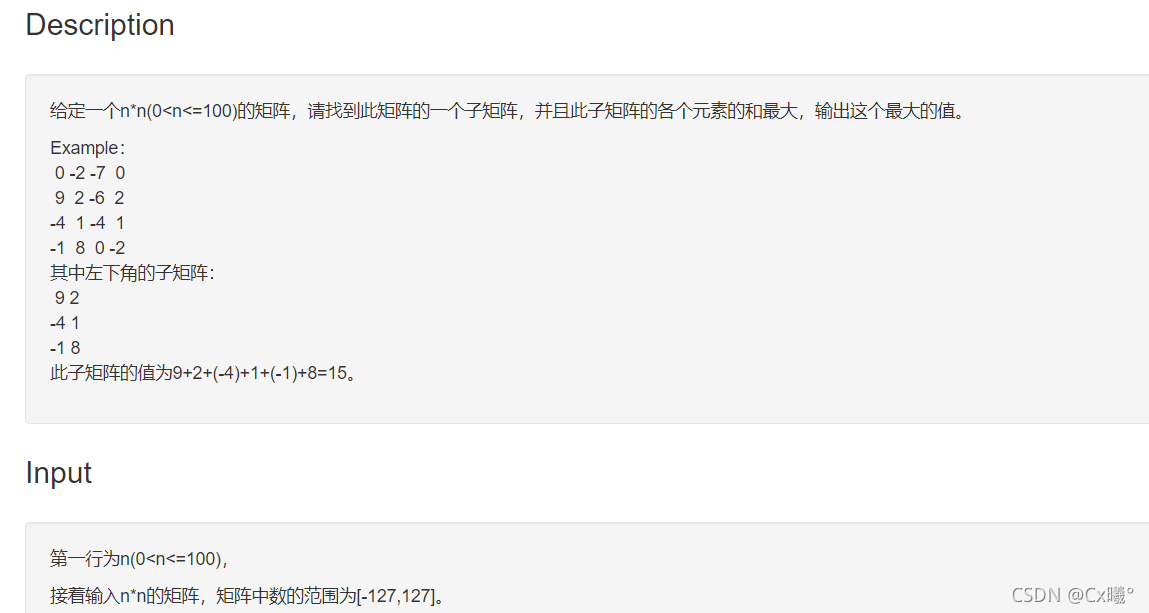 Description
给定一个n*n(0<n<=100)的矩阵，请找到此矩阵的一个子矩阵，并且此子矩阵的各个元素的和最大，输出这个最大的值。
Example：
0 -2 -7 0
9 2 -6 2
-4 1 -4 1
-1 8 0 -2
其中左下角的子矩阵：
9 2
-4 1
-1 8
此子矩阵的值为9+2+(-4)+1+(-1)+8=15。
Input
第一行为n(0<n<=100)，
接着输入n*n的矩阵，矩阵中数的范围为[-127,127]。
CSDN @Cx曦°